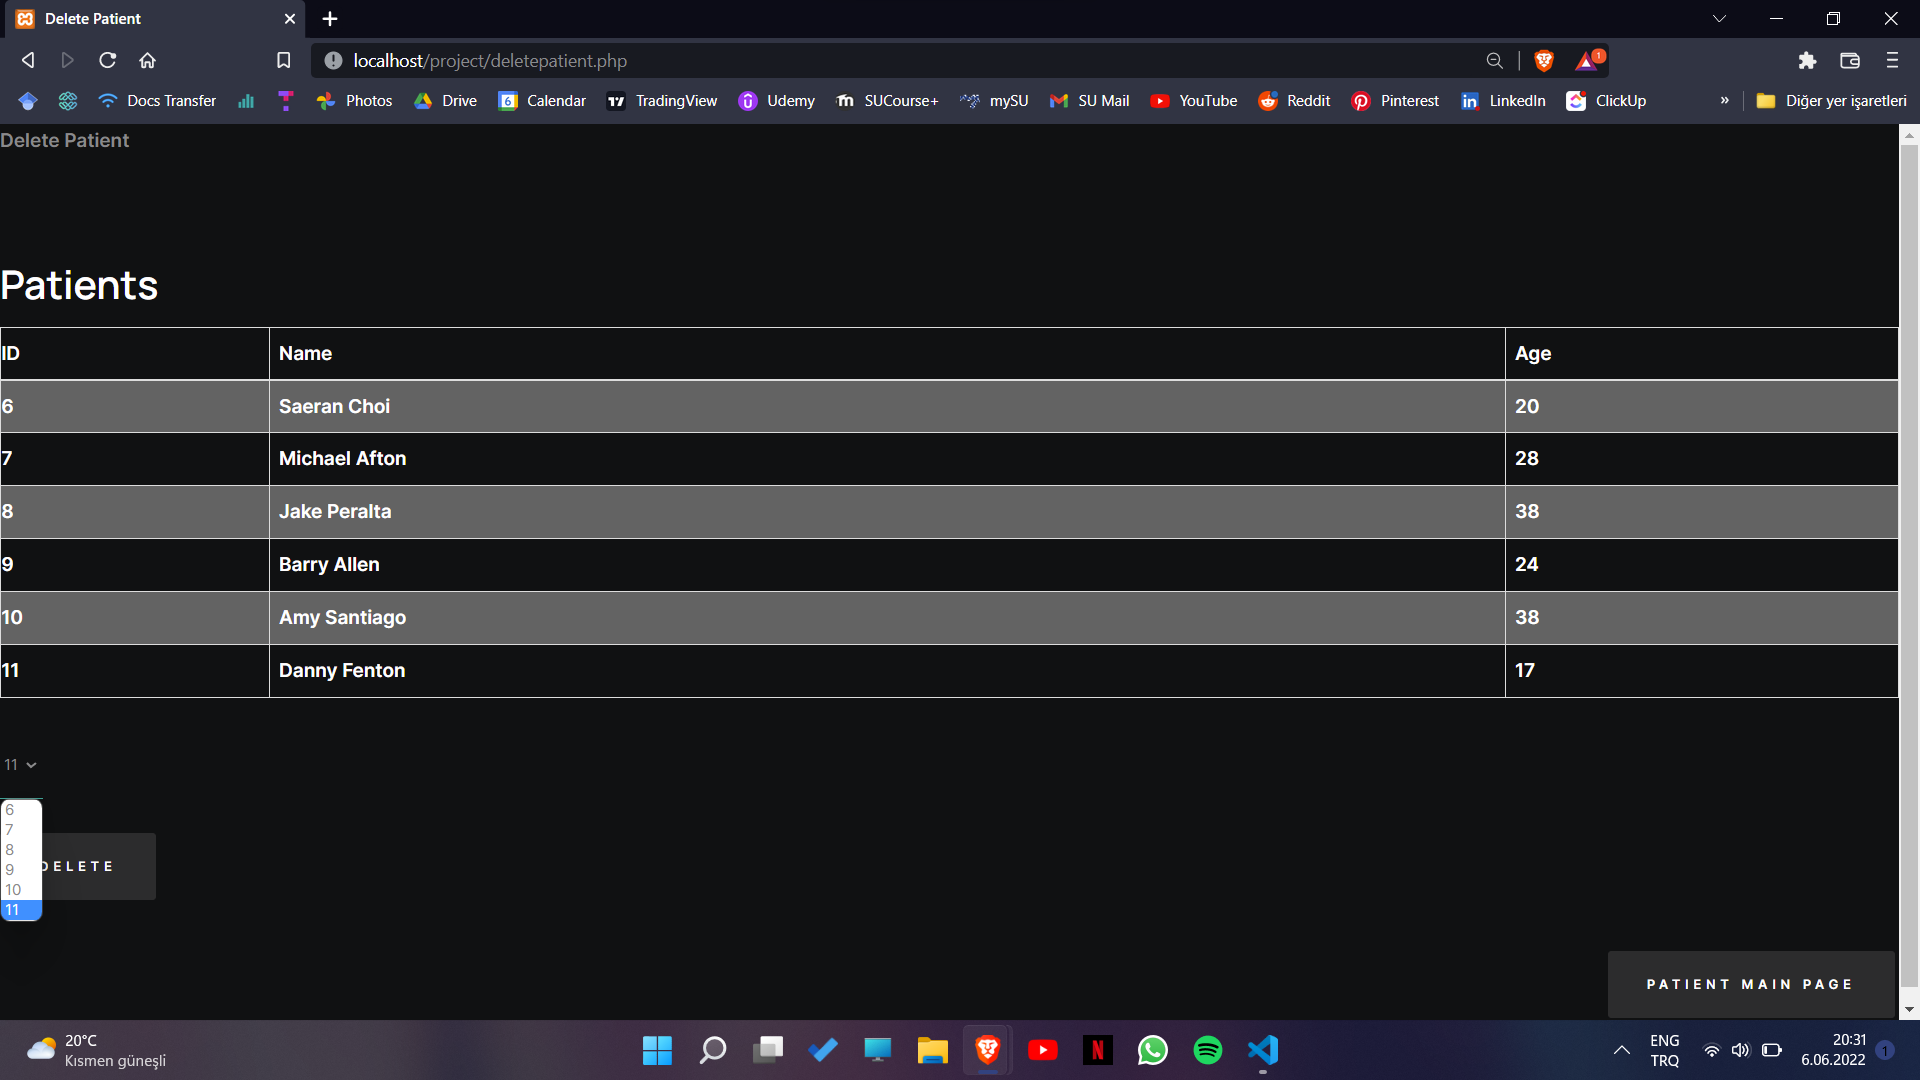 Delete Patient
localhost/project/deletepatient.php
1
Docs Transfer
Photos
Drive
6
Calendar
TradingView
Udemy
SUCourse+
mySU
SU Mail
YouTube
Reddit
Pinterest
LinkedIn
ClickUp
»
Diğer yer işaretleri
Delete Patient
Patients
ID Name Age
6 Saeran Choi 20
7 Michael Afton 28
8 Jake Peralta 38
9 Barry Allen 24
10 Amy Santiago 38
11 Danny Fenton 17
11
6
7
8
9
10
11
DELETE
PATIENT MAIN PAGE
20°C
Kısmen güneşli
ENG
TRQ
20:31
6.06.2022
1